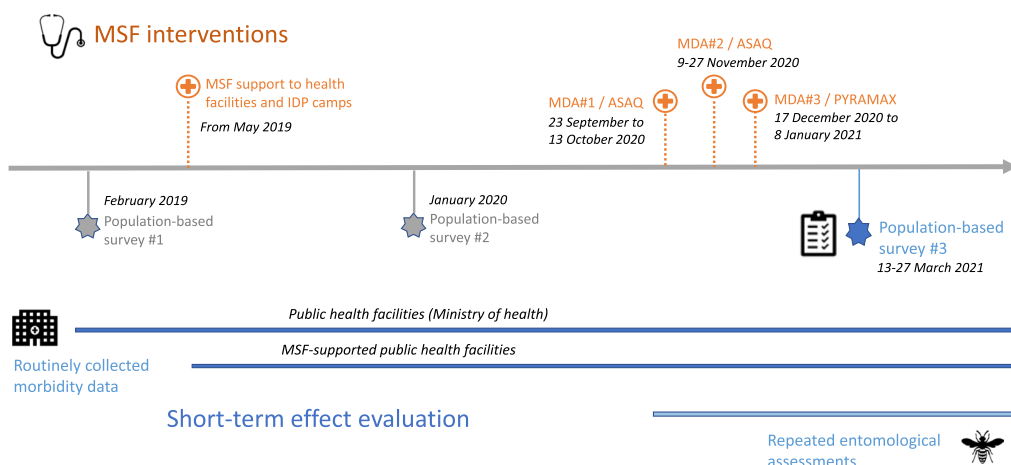 MSF interventions
MDA#2 / ASAQ
9-27 November 2020
MSF support to health
facilities and IDP camps
From May 2019
MDA#1 / ASAQ
23 September to
13 October 2020
MDA#3 / PYRAMAX
17 December 2020 to
8 January 2021
February 2019
Population-based
survey #1
January 2020
Population-based
survey #2
Population-based
survey #3
13-27 March 2021
Public health facilities (Ministry of health)
MSF-supported public health facilities
Routinely collected
morbidity data
Short-term effect evaluation
Repeated entomological
assessments